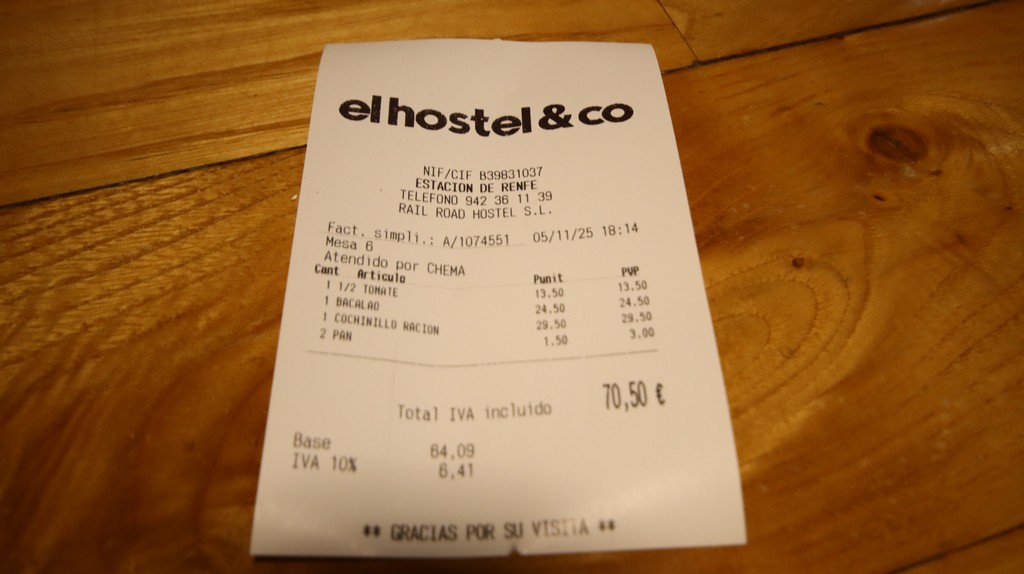 el hostel & co
NIF/CIF B39831037
ESTACION DE RENFE
TELEFONO 942 36 11 39
RAIL ROAD HOSTEL S.L.
Fact. simpli.: A/1074551 05/11/25 18:14
Mesa 6
Atendido por CHEMA
Cant Articulo Punit PVP
1 1/2 TOMATE 13.50 13.50
1 BACALAO 24.50 24.50
1 COCHINILLO RACION 29.50 29.50
2 PAN 1.50 3.00
Total IVA incluido 70,50 €
Base 64,09
IVA 10% 6,41
** GRACIAS POR SU VISITA **